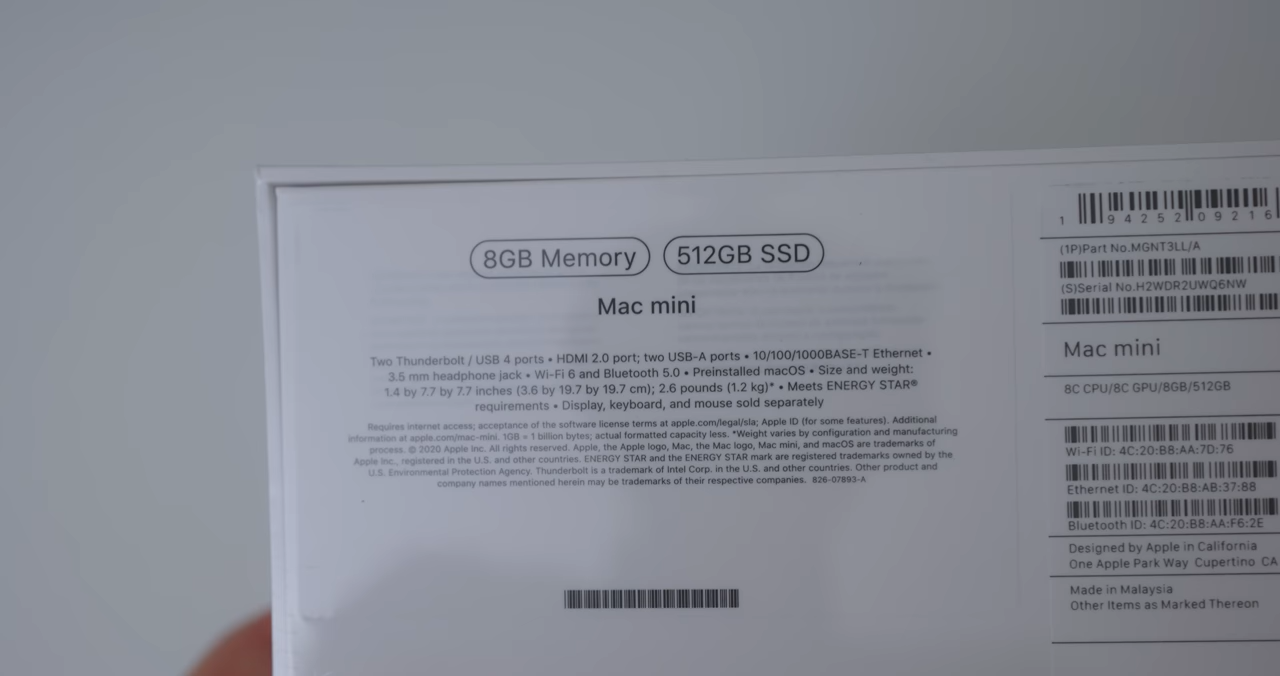 8GB Memory 512GB SSD
Mac mini
Two Thunderbolt / USB 4 ports • HDMI 2.0 port; two USB-A ports • 10/100/1000BASE-T Ethernet •
3.5 mm headphone jack • Wi-Fi 6 and Bluetooth 5.0 • Preinstalled macOS • Size and weight:
1.4 by 7.7 by 7.7 inches (3.6 by 19.7 by 19.7 cm); 2.6 pounds (1.2 kg)* • Meets ENERGY STAR®
requirements • Display, keyboard, and mouse sold separately
Requires internet access; acceptance of the software license terms at apple.com/legal/sla; Apple ID (for some features). Additional
information at apple.com/mac-mini. 1GB = 1 billion bytes; actual formatted capacity less. *Weight varies by configuration and manufacturing
process. © 2020 Apple Inc. All rights reserved. Apple, the Apple logo, Mac, the Mac logo, Mac mini, and macOS are trademarks of
Apple Inc., registered in the U.S. and other countries. ENERGY STAR and the ENERGY STAR mark are registered trademarks owned by the
U.S. Environmental Protection Agency. Thunderbolt is a trademark of Intel Corp. in the U.S. and other countries. Other product and
company names mentioned herein may be trademarks of their respective companies. 826-07893-A
1 94252 09216
(1P)Part No.MGNT3LL/A
(S)Serial No.H2WDR2UWQ6NW
Mac mini
8C CPU/8C GPU/8GB/512GB
Wi-Fi ID: 4C:20:B8:AA:7D:76
Ethernet ID: 4C:20:B8:AB:37:88
Bluetooth ID: 4C:20:B8:AA:F6:2E
Designed by Apple in California
One Apple Park Way Cupertino CA
Made in Malaysia
Other Items as Marked Thereon